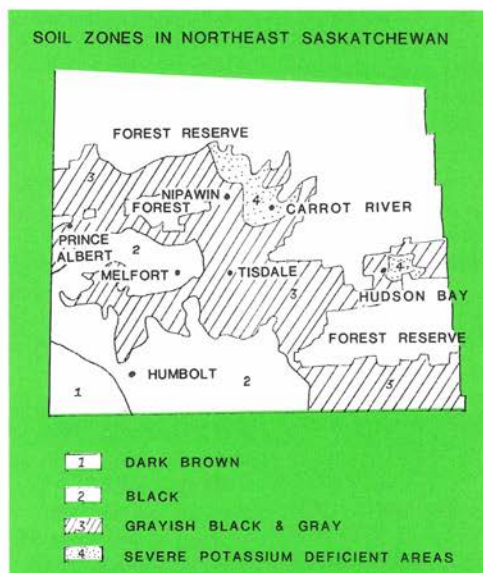 SOIL ZONES IN NORTHEAST SASKATCHEWAN
FOREST RESERVE
3
NIPAWIN
FOREST
4
CARROT RIVER
PRINCE
ALBERT
2
MELFORT
TISDALE
4
3
HUDSON BAY
FOREST RESERVE
HUMBOLT
2
1
3
1 DARK BROWN
2 BLACK
3 GRAYISH BLACK & GRAY
4 SEVERE POTASSIUM DEFICIENT AREAS